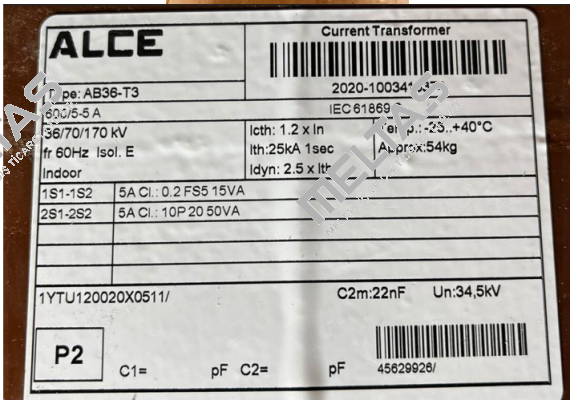 ALCE
Current Transformer
AB36-T3
2020-100341
600/5-5 A
IEC 61869
36/70/170 kV
Icth: 1.2 x In
+40°C
fr 60Hz Isol. E
Ith:25kA 1sec
Approx:54kg
Indoor
Idyn: 2.5 x Ith
1S1-1S2 5A Cl.: 0.2 FS5 15VA
2S1-2S2 5A Cl.: 10P 20 50VA
1YTU120020X0511/ C2m:22nF Un:34,5kV
P2 C1= pF C2= pF
45629926/
MELTAS